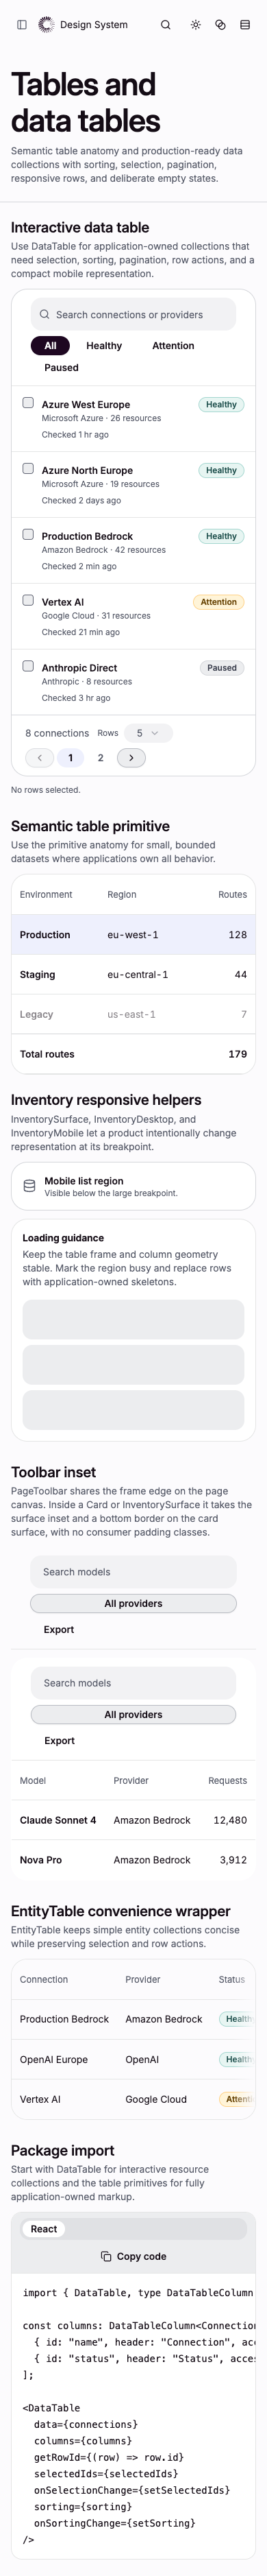 Design System
Tables and
data tables
Semantic table anatomy and production-ready data
collections with sorting, selection, pagination,
responsive rows, and deliberate empty states.
Interactive data table
Use DataTable for application-owned collections that
need selection, sorting, pagination, row actions, and a
compact mobile representation.
Search connections or providers
All Healthy Attention
Paused
Azure West Europe Healthy
Microsoft Azure · 26 resources
Checked 1 hr ago
Azure North Europe Healthy
Microsoft Azure · 19 resources
Checked 2 days ago
Production Bedrock Healthy
Amazon Bedrock · 42 resources
Checked 2 min ago
Vertex AI Attention
Google Cloud · 31 resources
Checked 21 min ago
Anthropic Direct Paused
Anthropic · 8 resources
Checked 3 hr ago
8 connections Rows 5
1 2
No rows selected.
Semantic table primitive
Use the primitive anatomy for small, bounded
datasets where applications own all behavior.
Environment Region Routes
Production eu-west-1 128
Staging eu-central-1 44
Legacy us-east-1 7
Total routes 179
Inventory responsive helpers
InventorySurface, InventoryDesktop, and
InventoryMobile let a product intentionally change
representation at its breakpoint.
Mobile list region
Visible below the large breakpoint.
Loading guidance
Keep the table frame and column geometry
stable. Mark the region busy and replace rows
with application-owned skeletons.
Toolbar inset
PageToolbar shares the frame edge on the page
canvas. Inside a Card or InventorySurface it takes the
surface inset and a bottom border on the card
surface, with no consumer padding classes.
Search models
All providers
Export
Search models
All providers
Export
Model Provider Requests
Claude Sonnet 4 Amazon Bedrock 12,480
Nova Pro Amazon Bedrock 3,912
EntityTable convenience wrapper
EntityTable keeps simple entity collections concise
while preserving selection and row actions.
Connection Provider Status
Production Bedrock Amazon Bedrock Health
OpenAI Europe OpenAI Health
Vertex AI Google Cloud Attent
Package import
Start with DataTable for interactive resource
collections and the table primitives for fully
application-owned markup.
React
Copy code
import { DataTable, type DataTableColumn
const columns: DataTableColumn<Connection
{ id: "name", header: "Connection", acc
{ id: "status", header: "Status", acces
];
<DataTable
data={connections}
columns={columns}
getRowId={(row) => row.id}
selectedIds={selectedIds}
onSelectionChange={setSelectedIds}
sorting={sorting}
onSortingChange={setSorting}
/>